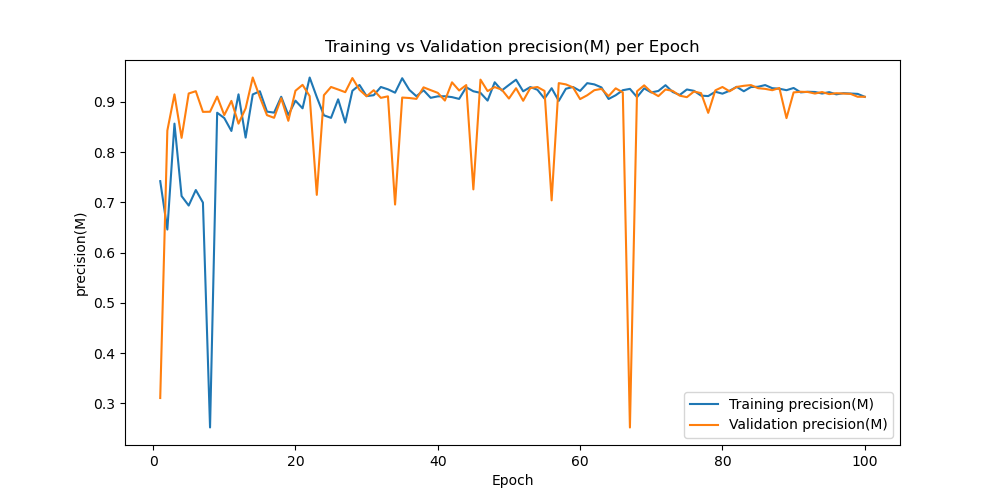 Training vs Validation precision(M) per Epoch
precision(M)
0.9
0.8
0.7
0.6
0.5
0.4
0.3
Training precision(M)
Validation precision(M)
0 20 40 60 80 100
Epoch